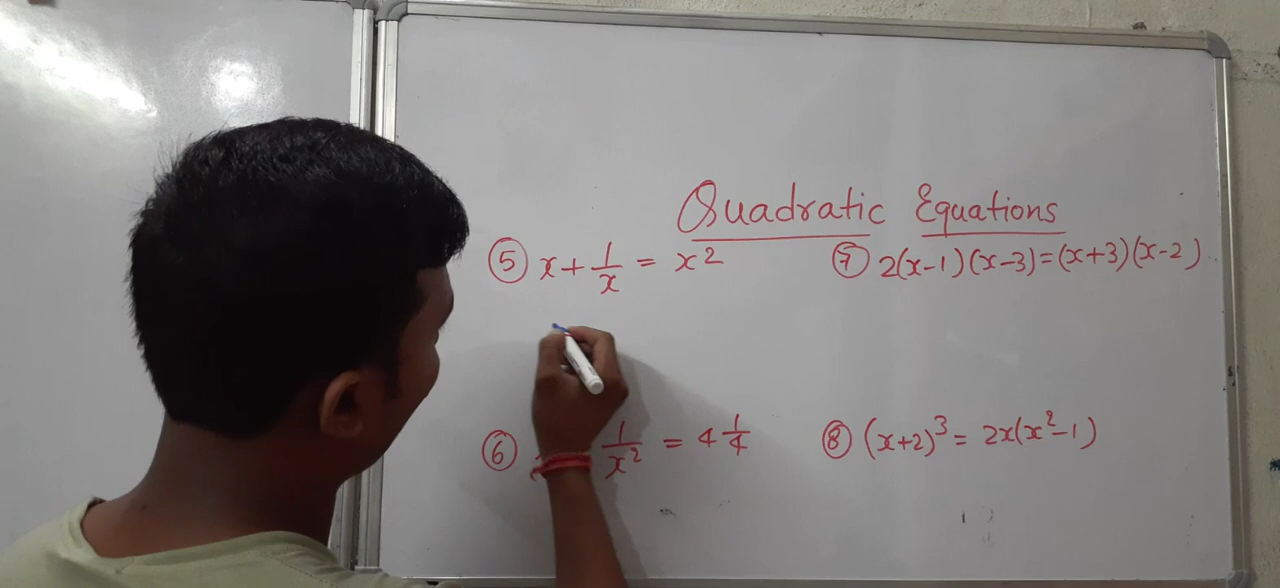 Quadratic Equations
⑤ x + 1/x = x²
⑦ 2(x-1)(x-3)=(x+3)(x-2)
⑥ 1/x² = 4 1/4
⑧ (x+2)³ = 2x(x²-1)